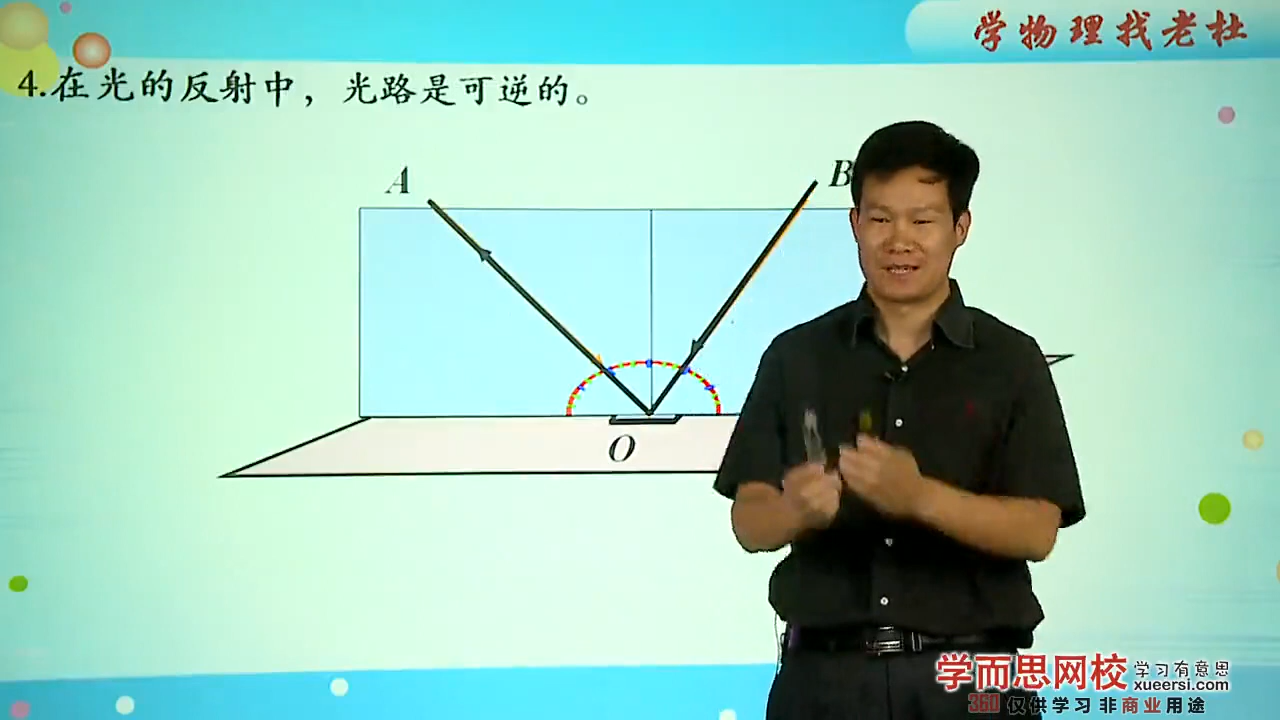 学物理找老杜
4.在光的反射中，光路是可逆的。
A
B
O
学而思网校
学习有意思
xueersi.com
360 仅供学习 非商业用途